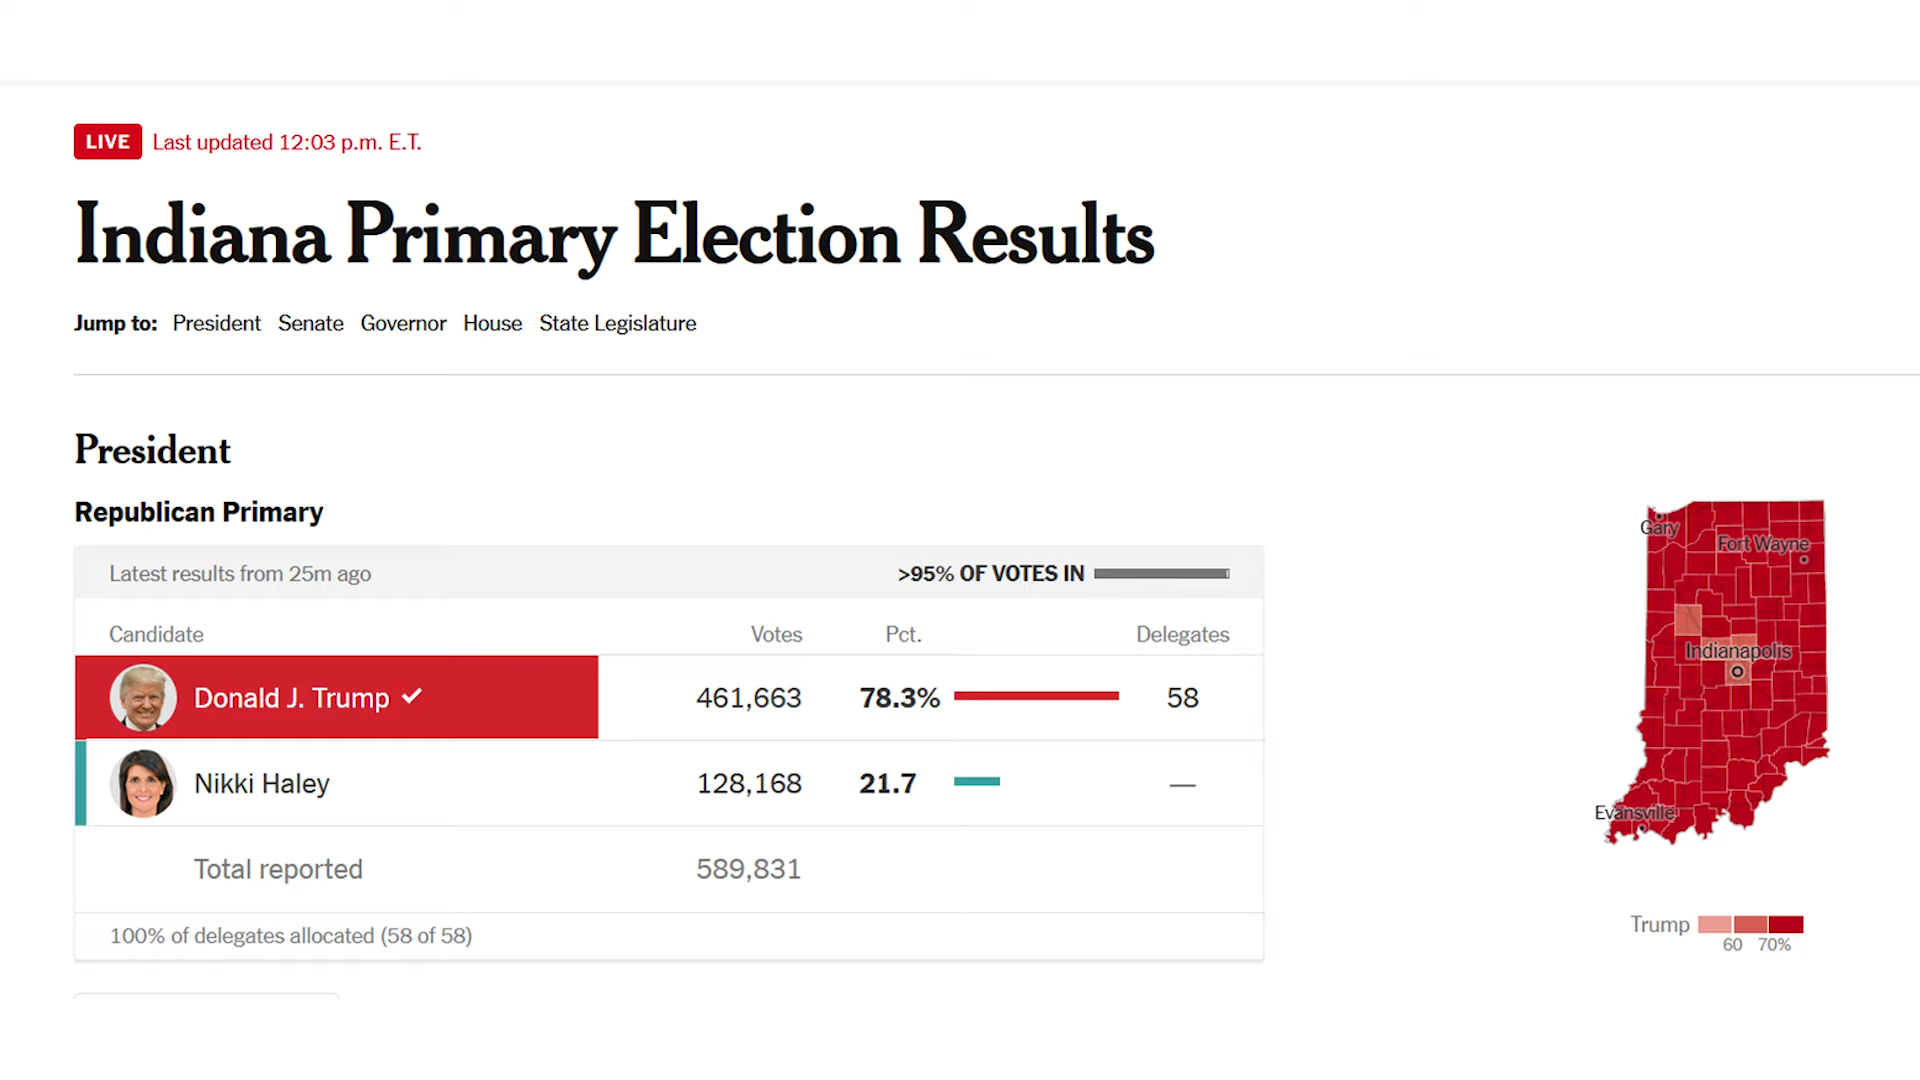 LIVE Last updated 12:03 p.m. E.T.
Indiana Primary Election Results
Jump to: President Senate Governor House State Legislature
President
Republican Primary
Latest results from 25m ago >95% OF VOTES IN
Candidate Votes Pct. Delegates
Donald J. Trump ✓ 461,663 78.3% 58
Nikki Haley 128,168 21.7 —
Total reported 589,831
100% of delegates allocated (58 of 58)
Gary
Fort Wayne
Indianapolis
Evansville
Trump
60 70%